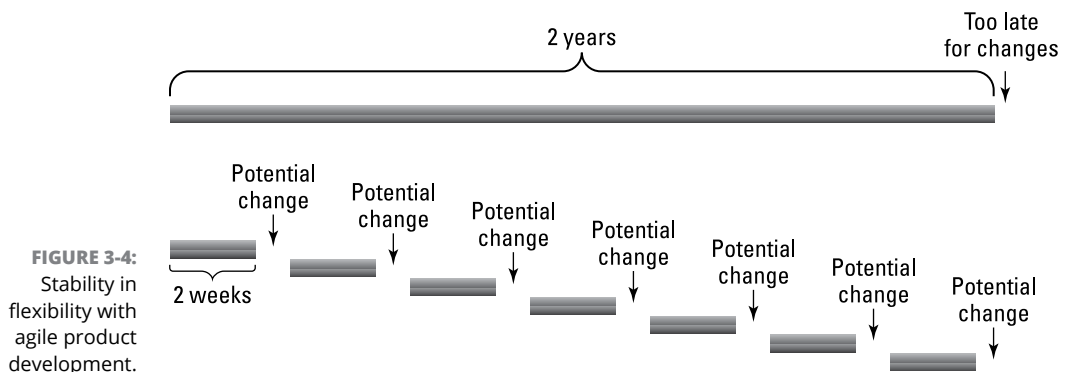 2 years
Too late
for changes
Potential
change
Potential
change
Potential
change
Potential
change
Potential
change
Potential
change
Potential
change
2 weeks
FIGURE 3-4:
Stability in
flexibility with
agile product
development.